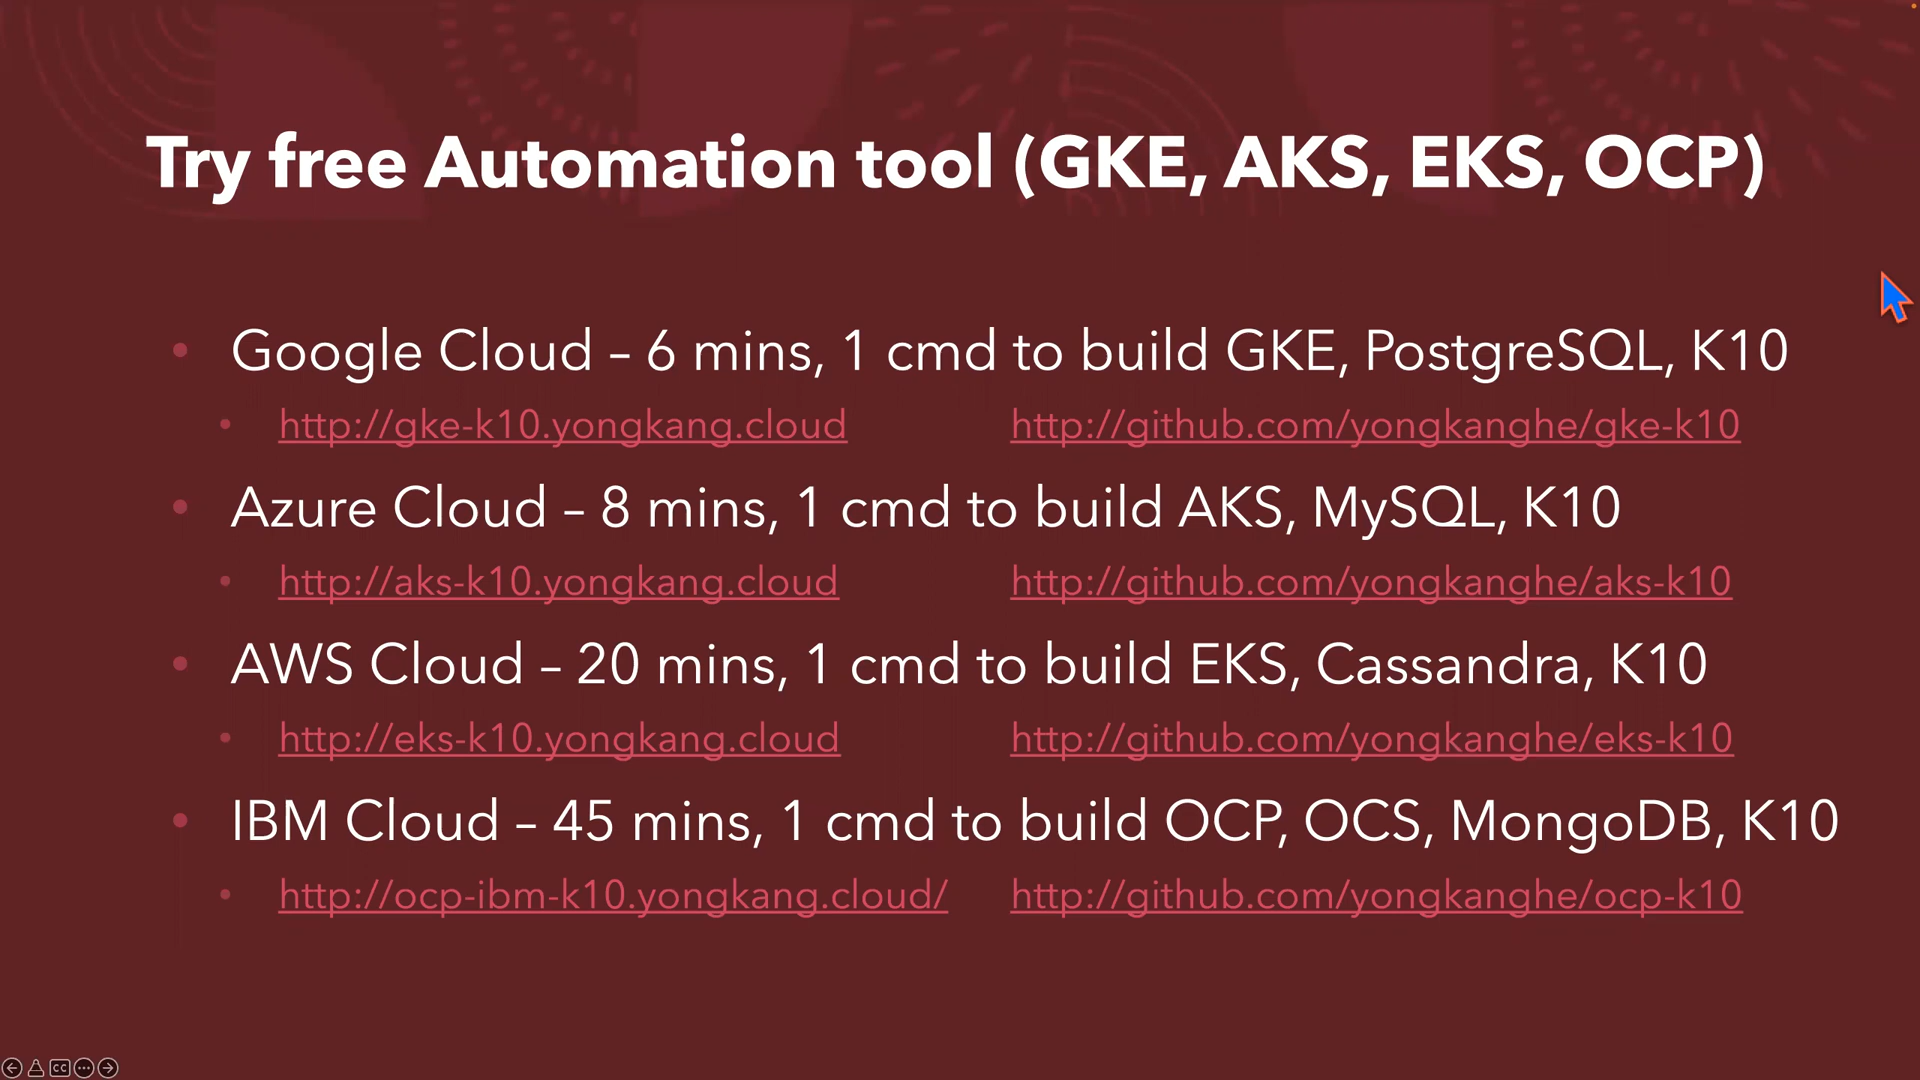 Try free Automation tool (GKE, AKS, EKS, OCP)
• Google Cloud – 6 mins, 1 cmd to build GKE, PostgreSQL, K10
• http://gke-k10.yongkang.cloud http://github.com/yongkanghe/gke-k10
• Azure Cloud – 8 mins, 1 cmd to build AKS, MySQL, K10
• http://aks-k10.yongkang.cloud http://github.com/yongkanghe/aks-k10
• AWS Cloud – 20 mins, 1 cmd to build EKS, Cassandra, K10
• http://eks-k10.yongkang.cloud http://github.com/yongkanghe/eks-k10
• IBM Cloud – 45 mins, 1 cmd to build OCP, OCS, MongoDB, K10
• http://ocp-ibm-k10.yongkang.cloud/ http://github.com/yongkanghe/ocp-k10
CC